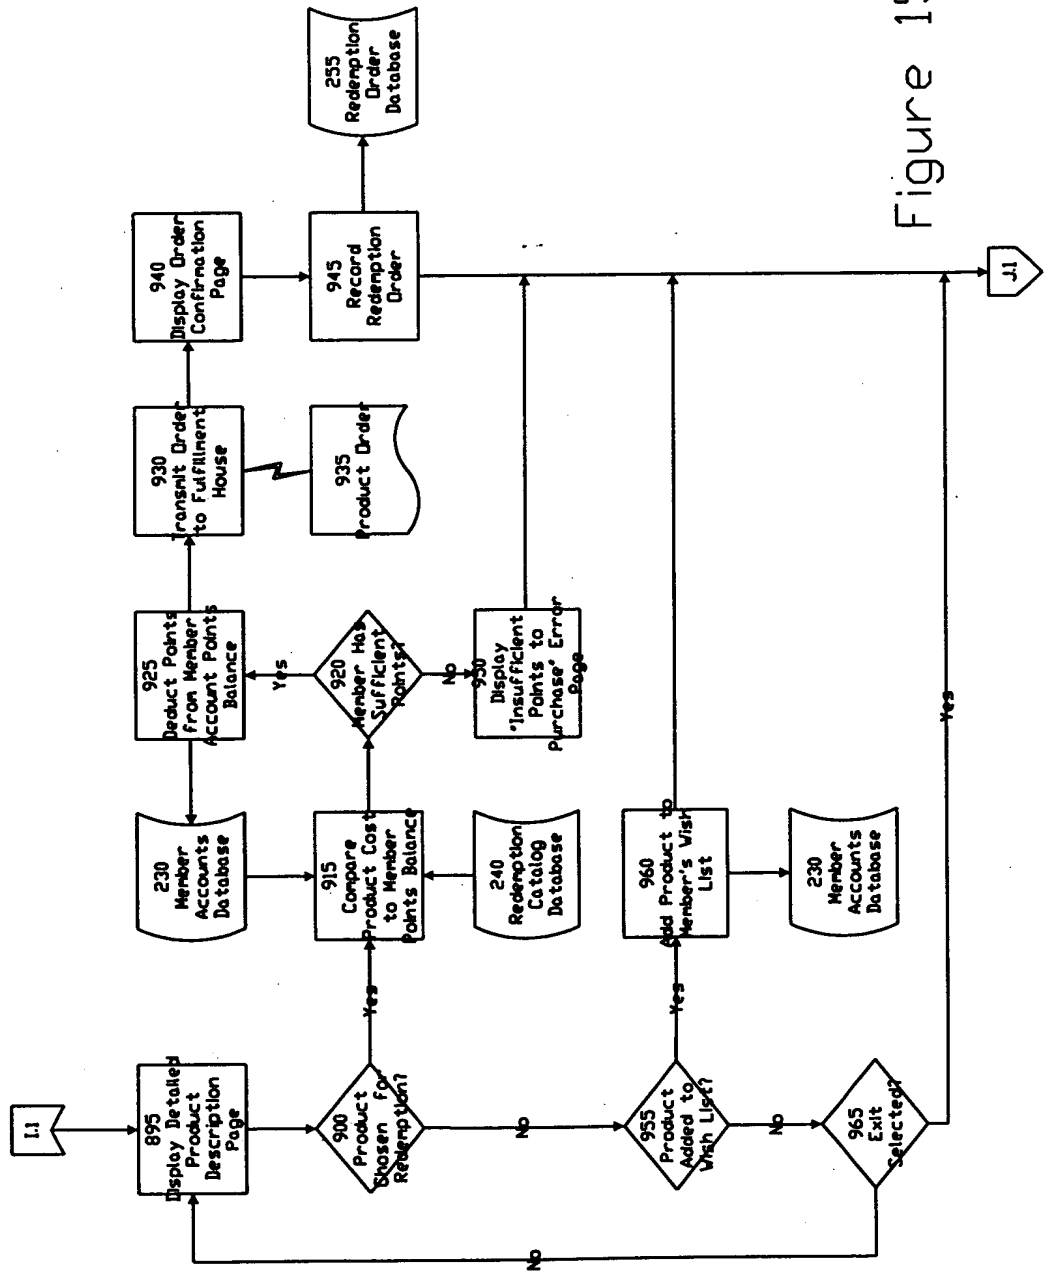 I.1
895
Display Detailed
Product
Description
Page
900
Product
Chosen for
Redemption?
Yes
No
230
Member
Accounts
Database
915
Compare
Product Cost
to Member
Points Balance
240
Redemption
Catalog
Database
920
Member Has
Sufficient
Points?
Yes
No
925
Deduct Points
from Member
Account Points
Balance
930
Transmit Order
to Fulfillment
House
935
Product Order
940
Display Order
Confirmation
Page
945
Record
Redemption
Order
255
Redemption
Order
Database
950
Display
"Insufficient
Points to
Purchase" Error
Page
955
Product
Added to
Wish List?
Yes
No
960
Add Product to
Member's Wish
List
230
Member
Accounts
Database
965
Exit
Selected?
Yes
No
J.1
Figure